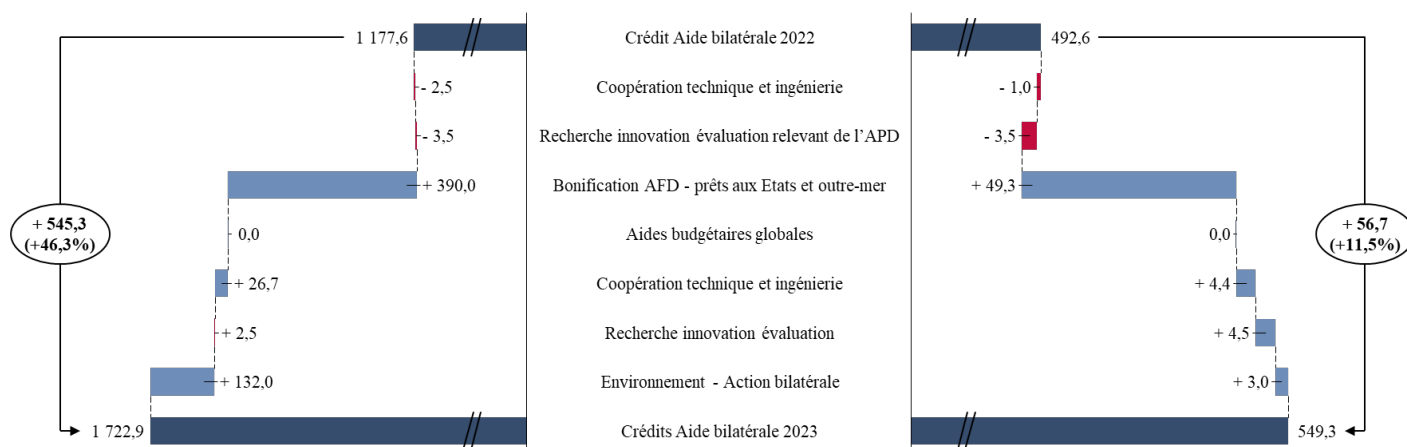 1 177,6 Crédit Aide bilatérale 2022 492,6
- 2,5 Coopération technique et ingénierie - 1,0
- 3,5 Recherche innovation évaluation relevant de l’APD - 3,5
+ 390,0 Bonification AFD - prêts aux Etats et outre-mer + 49,3
+ 545,3
(+46,3%)
0,0 Aides budgétaires globales 0,0
+ 56,7
(+11,5%)
+ 26,7 Coopération technique et ingénierie + 4,4
+ 2,5 Recherche innovation évaluation + 4,5
+ 132,0 Environnement - Action bilatérale + 3,0
1 722,9 Crédits Aide bilatérale 2023 549,3